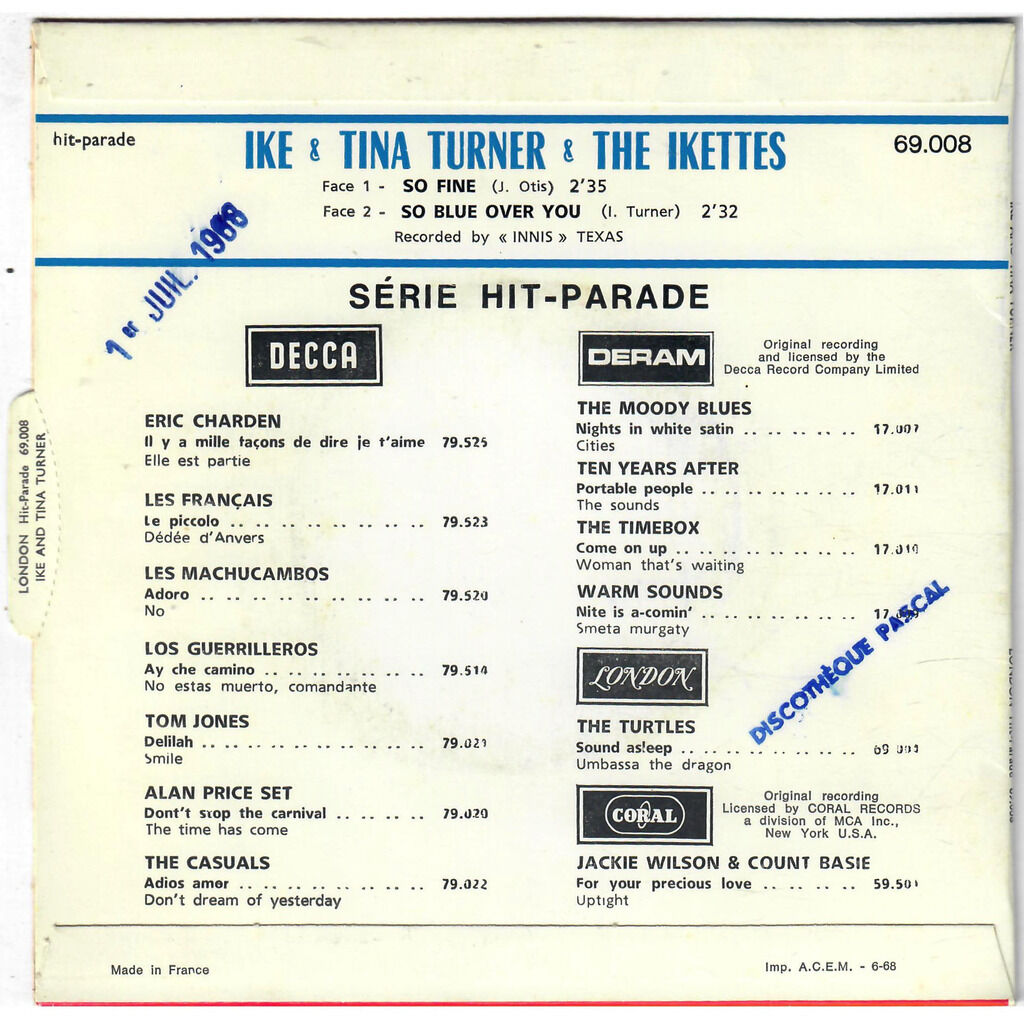 hit-parade
IKE & TINA TURNER & THE IKETTES
69.008
Face 1 - SO FINE (J. Otis) 2'35
Face 2 - SO BLUE OVER YOU (I. Turner) 2'32
Recorded by « INNIS » TEXAS
1er JUIL. 1968
SÉRIE HIT-PARADE
DECCA
ERIC CHARDEN
Il y a mille façons de dire je t'aime 79.525
Elle est partie
LES FRANÇAIS
Le piccolo .. .. .. .. .. .. .. .. 79.523
Dédée d'Anvers
LES MACHUCAMBOS
Adoro .. .. .. .. .. .. .. .. .. 79.520
No
LOS GUERRILLEROS
Ay che camino .. .. .. .. .. .. .. 79.514
No estas muerto, comandante
TOM JONES
Delilah .. .. .. .. .. .. .. .. .. 79.021
Smile
ALAN PRICE SET
Dont't stop the carnival .. .. .. .. 79.020
The time has come
THE CASUALS
Adios amor .. .. .. .. .. .. .. .. 79.022
Don't dream of yesterday
DERAM
Original recording
and licensed by the
Decca Record Company Limited
THE MOODY BLUES
Nights in white satin .. .. .. .. .. 17.007
Cities
TEN YEARS AFTER
Portable people .. .. .. .. .. .. .. 17.011
The sounds
THE TIMEBOX
Come on up .. .. .. .. .. .. .. ..
Woman that's waiting
WARM SOUNDS
Nite is a-comin' .. .. .. .. .. .. ..
Smeta murgaty
DISCOTHÈQUE PASCAL
LONDON
THE TURTLES
Sound asleep .. .. .. .. .. .. .. ..
Umbassa the dragon
CORAL
Original recording
Licensed by CORAL RECORDS
a division of MCA Inc.,
New York U.S.A.
JACKIE WILSON & COUNT BASIE
For your precious love .. .. .. .. 59.501
Uptight
Made in France
Imp. A.C.E.M. - 6-68
LONDON Hit-Parade 69.008
IKE AND TINA TURNER